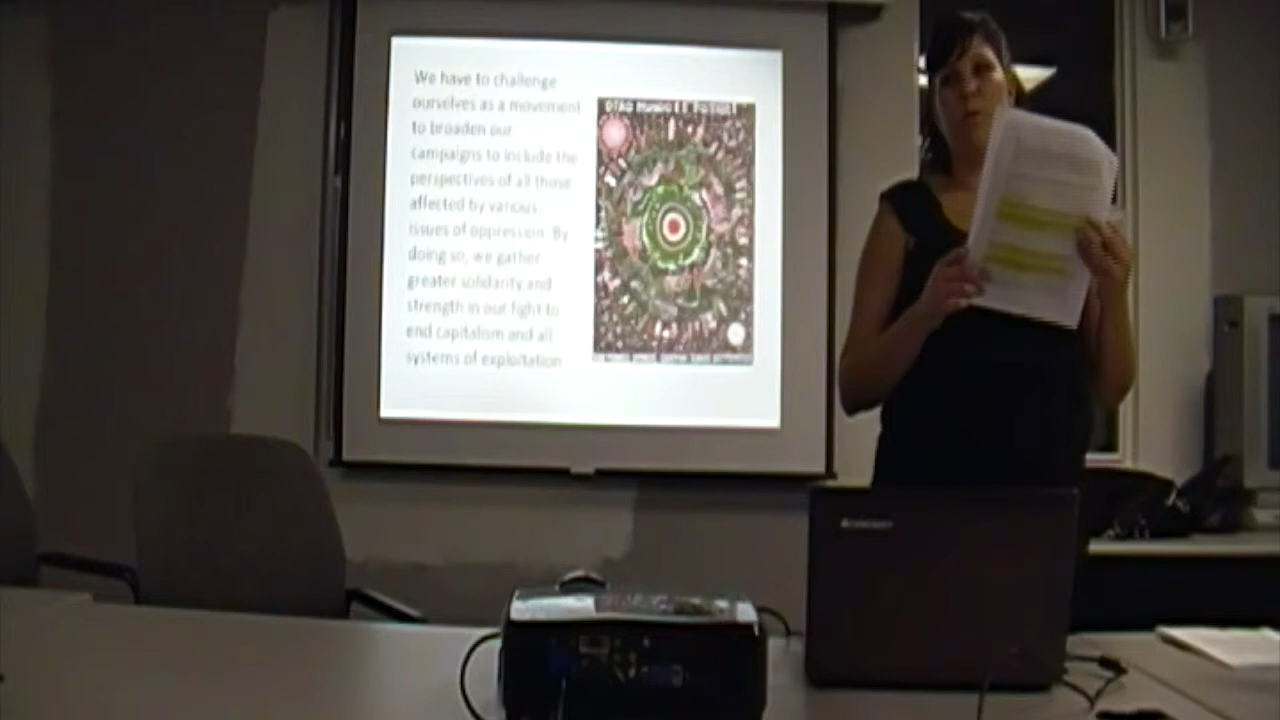 We have to challenge
ourselves as a movement
to broaden our
campaigns to include the
perspectives of all those
affected by various
issues of oppression. By
doing so, we gather
greater solidarity and
strength in our fight to
end capitalism and all
systems of exploitation
lenovo